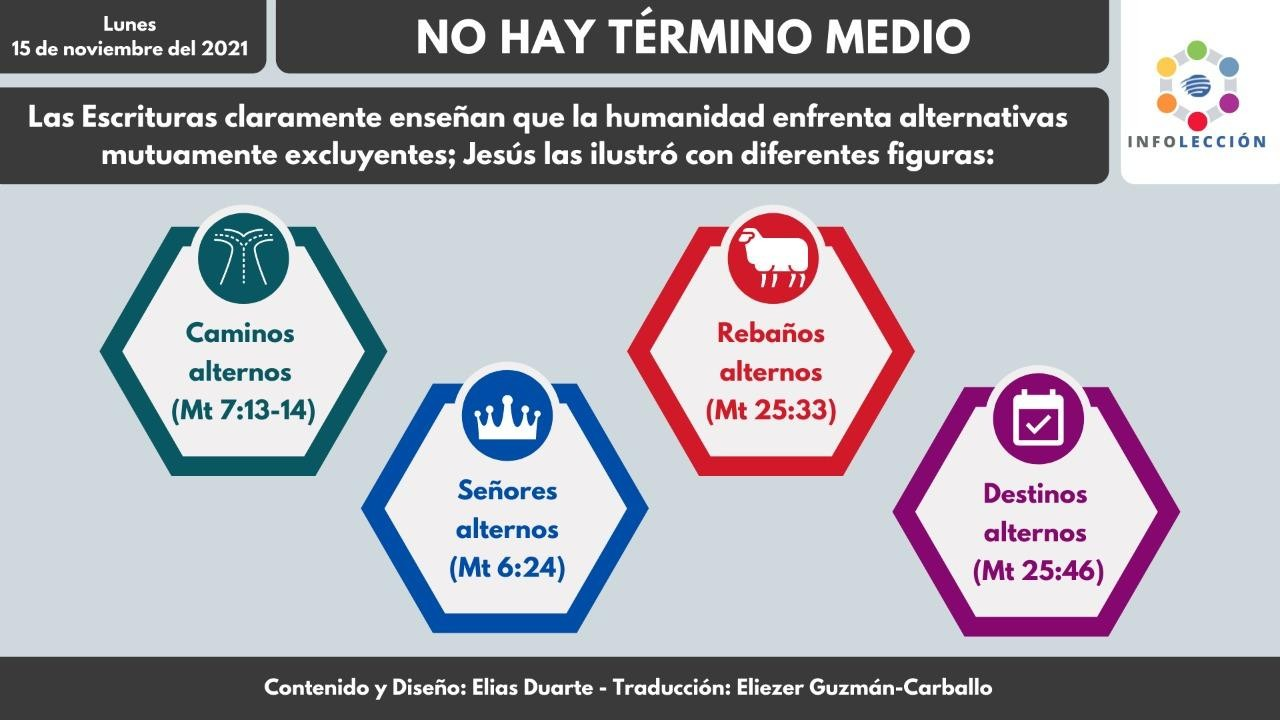 Lunes
15 de noviembre del 2021
NO HAY TÉRMINO MEDIO
INFOLECCIÓN
Las Escrituras claramente enseñan que la humanidad enfrenta alternativas
mutuamente excluyentes; Jesús las ilustró con diferentes figuras:
Caminos
alternos
(Mt 7:13-14)
Señores
alternos
(Mt 6:24)
Rebaños
alternos
(Mt 25:33)
Destinos
alternos
(Mt 25:46)
Contenido y Diseño: Elias Duarte - Traducción: Eliezer Guzmán-Carballo